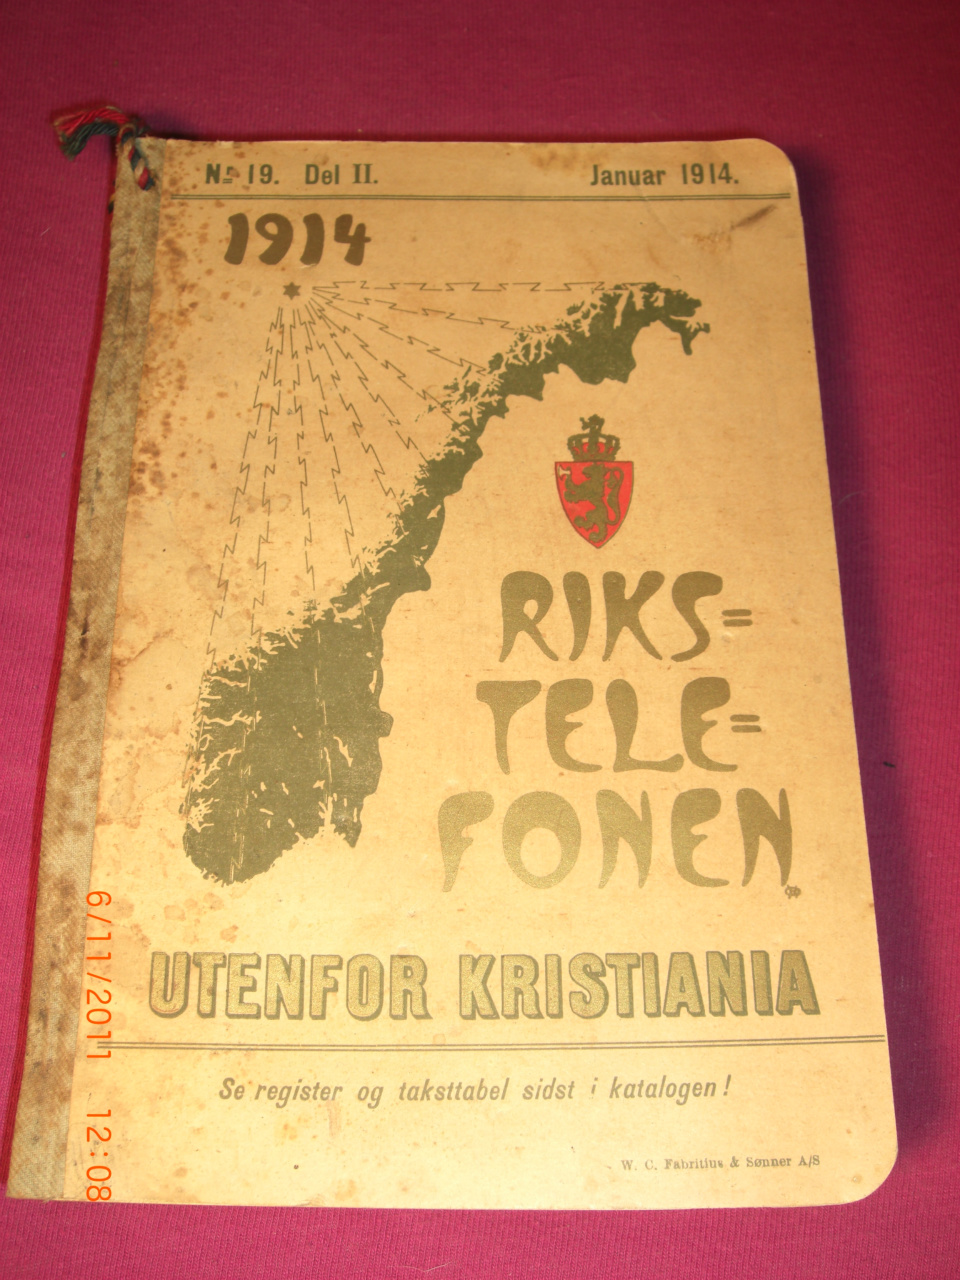 No 19. Del II. Januar 1914.
1914
RIKS=
TELE=
FONEN
UTENFOR KRISTIANIA
Se register og taksttabel sidst i katalogen!
W. C. Fabritius & Sønner A/S
6/11/2011 12:08